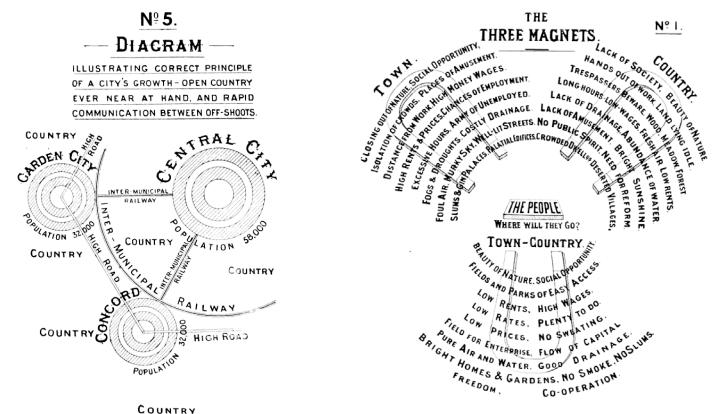 Nº 5.
DIAGRAM
ILLUSTRATING CORRECT PRINCIPLE
OF A CITY'S GROWTH - OPEN COUNTRY
EVER NEAR AT HAND, AND RAPID
COMMUNICATION BETWEEN OFF-SHOOTS.
COUNTRY
HIGH ROAD
GARDEN CITY
POPULATION 32,000
CENTRAL CITY
POPULATION 58,000
INTER-MUNICIPAL
RAILWAY
COUNTRY
INTER-MUNICIPAL
RAILWAY
COUNTRY
COUNTRY
HIGH ROAD
INTER-MUNICIPAL RAILWAY
COUNTRY
CONCORD
POPULATION 32,000
HIGH ROAD
COUNTRY
THE
THREE MAGNETS.
Nº 1.
TOWN.
CLOSING OUT OF NATURE. SOCIAL OPPORTUNITY.
ISOLATION OF CROWDS. PLACES OF AMUSEMENT.
DISTANCE FROM WORK. HIGH MONEY WAGES.
HIGH RENTS & PRICES. CHANCES OF EMPLOYMENT.
EXCESSIVE HOURS. ARMY OF UNEMPLOYED.
FOGS & DROUGHTS. COSTLY DRAINAGE.
FOUL AIR. MURKY SKY. WELL-LIT STREETS.
SLUMS & GIN PALACES. PALATIAL EDIFICES.
COUNTRY.
LACK OF SOCIETY. BEAUTY OF NATURE.
HANDS OUT OF WORK. LAND LYING IDLE.
TRESPASSERS BEWARE. WOOD, MEADOW, FOREST.
LONG HOURS-LOW WAGES. FRESH AIR. LOW RENTS.
LACK OF DRAINAGE. ABUNDANCE OF WATER.
LACK OF AMUSEMENT. BRIGHT SUNSHINE.
NO PUBLIC SPIRIT. NEED FOR REFORM.
CROWDED DWELLINGS. DESERTED VILLAGES.
THE PEOPLE
WHERE WILL THEY GO?
TOWN-COUNTRY.
BEAUTY OF NATURE. SOCIAL OPPORTUNITY.
FIELDS AND PARKS OF EASY ACCESS.
LOW RENTS, HIGH WAGES.
LOW RATES, PLENTY TO DO.
LOW PRICES, NO SWEATING.
FIELD FOR ENTERPRISE, FLOW OF CAPITAL.
PURE AIR AND WATER, GOOD DRAINAGE.
BRIGHT HOMES & GARDENS, NO SMOKE, NO SLUMS.
FREEDOM. CO-OPERATION.